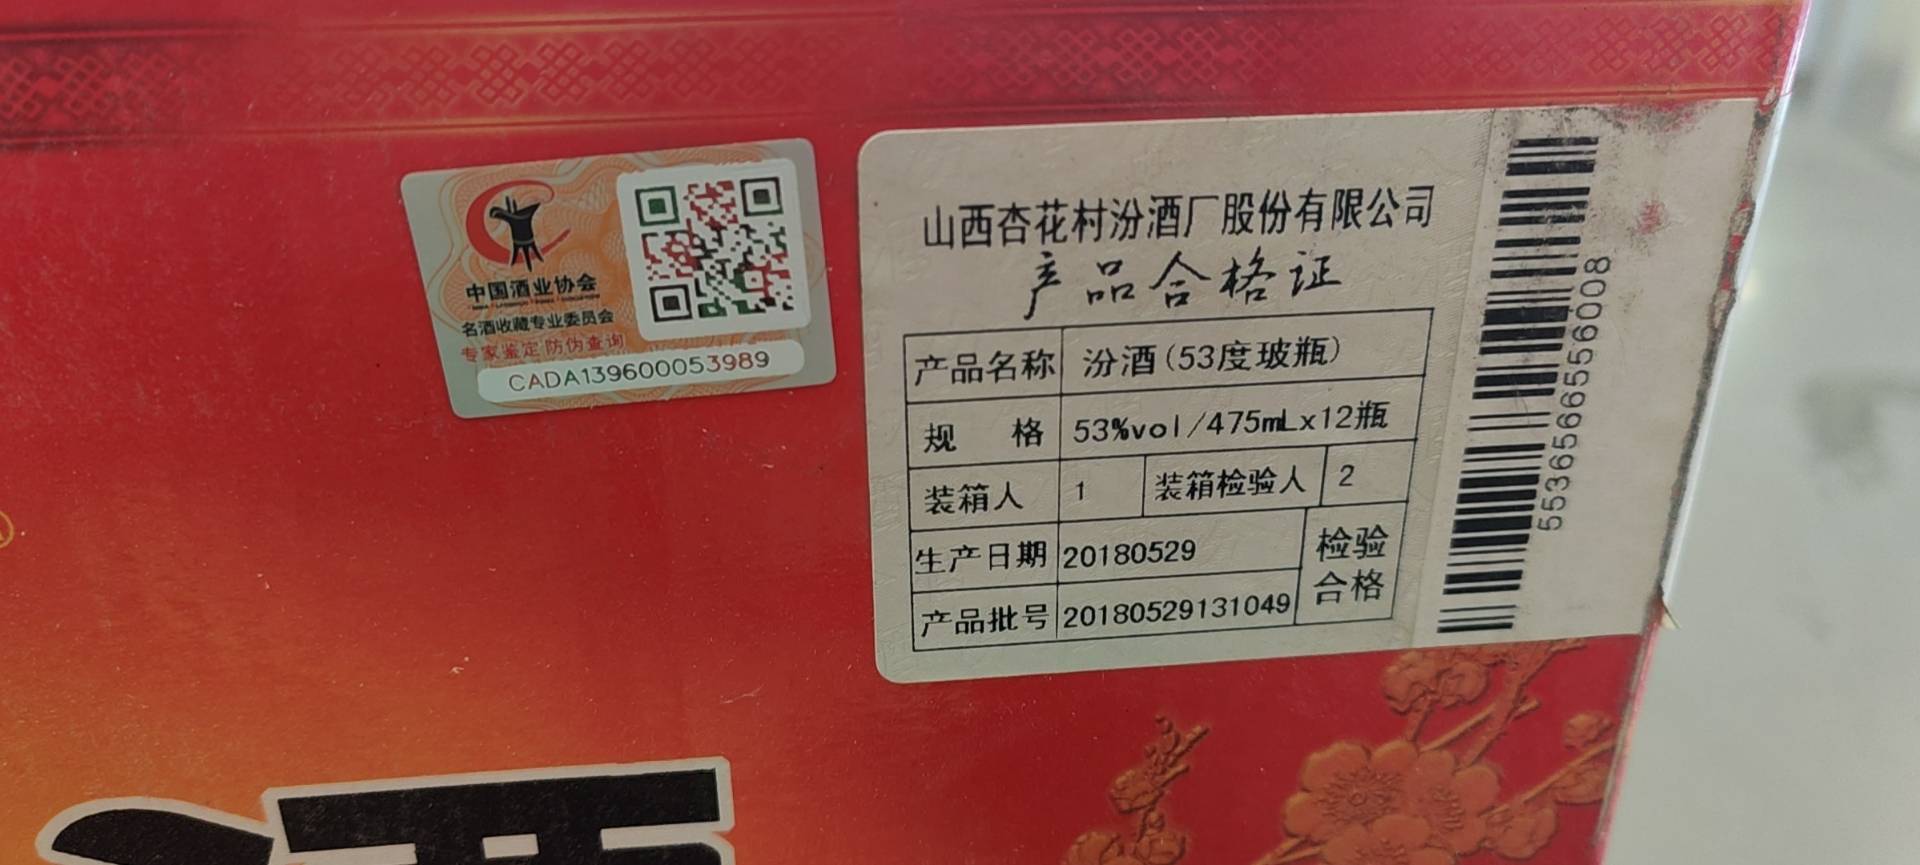 中国酒业协会
名酒收藏专业委员会
专家鉴定 防伪查询
CADA139600053989
山西杏花村汾酒厂股份有限公司
产品合格证
产品名称 汾酒(53度玻瓶)
规 格 53%vol/475mLx12瓶
装箱人 1 装箱检验人 2
生产日期 20180529
产品批号 20180529131049
检验
合格
5536566556008